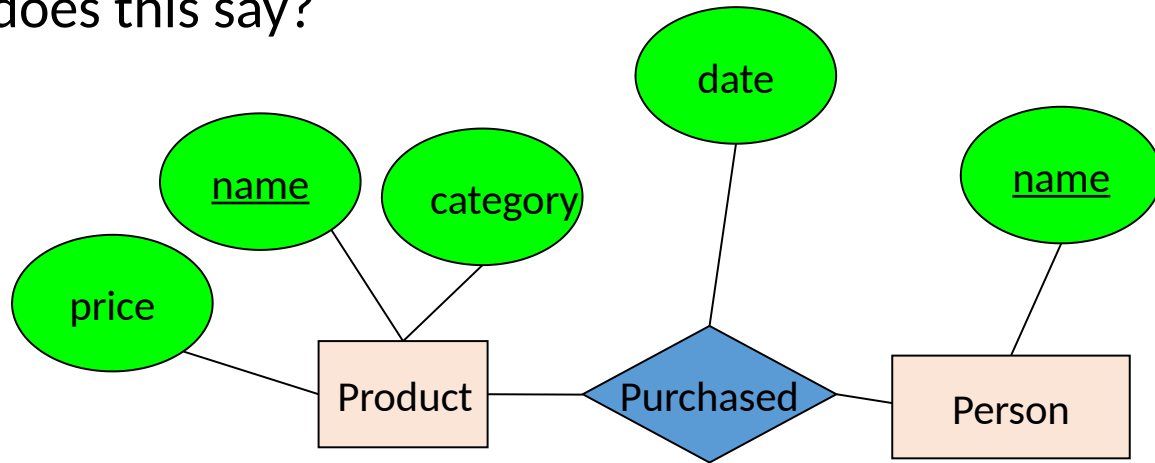 does this say?
date
name
category
name
price
Product
Purchased
Person